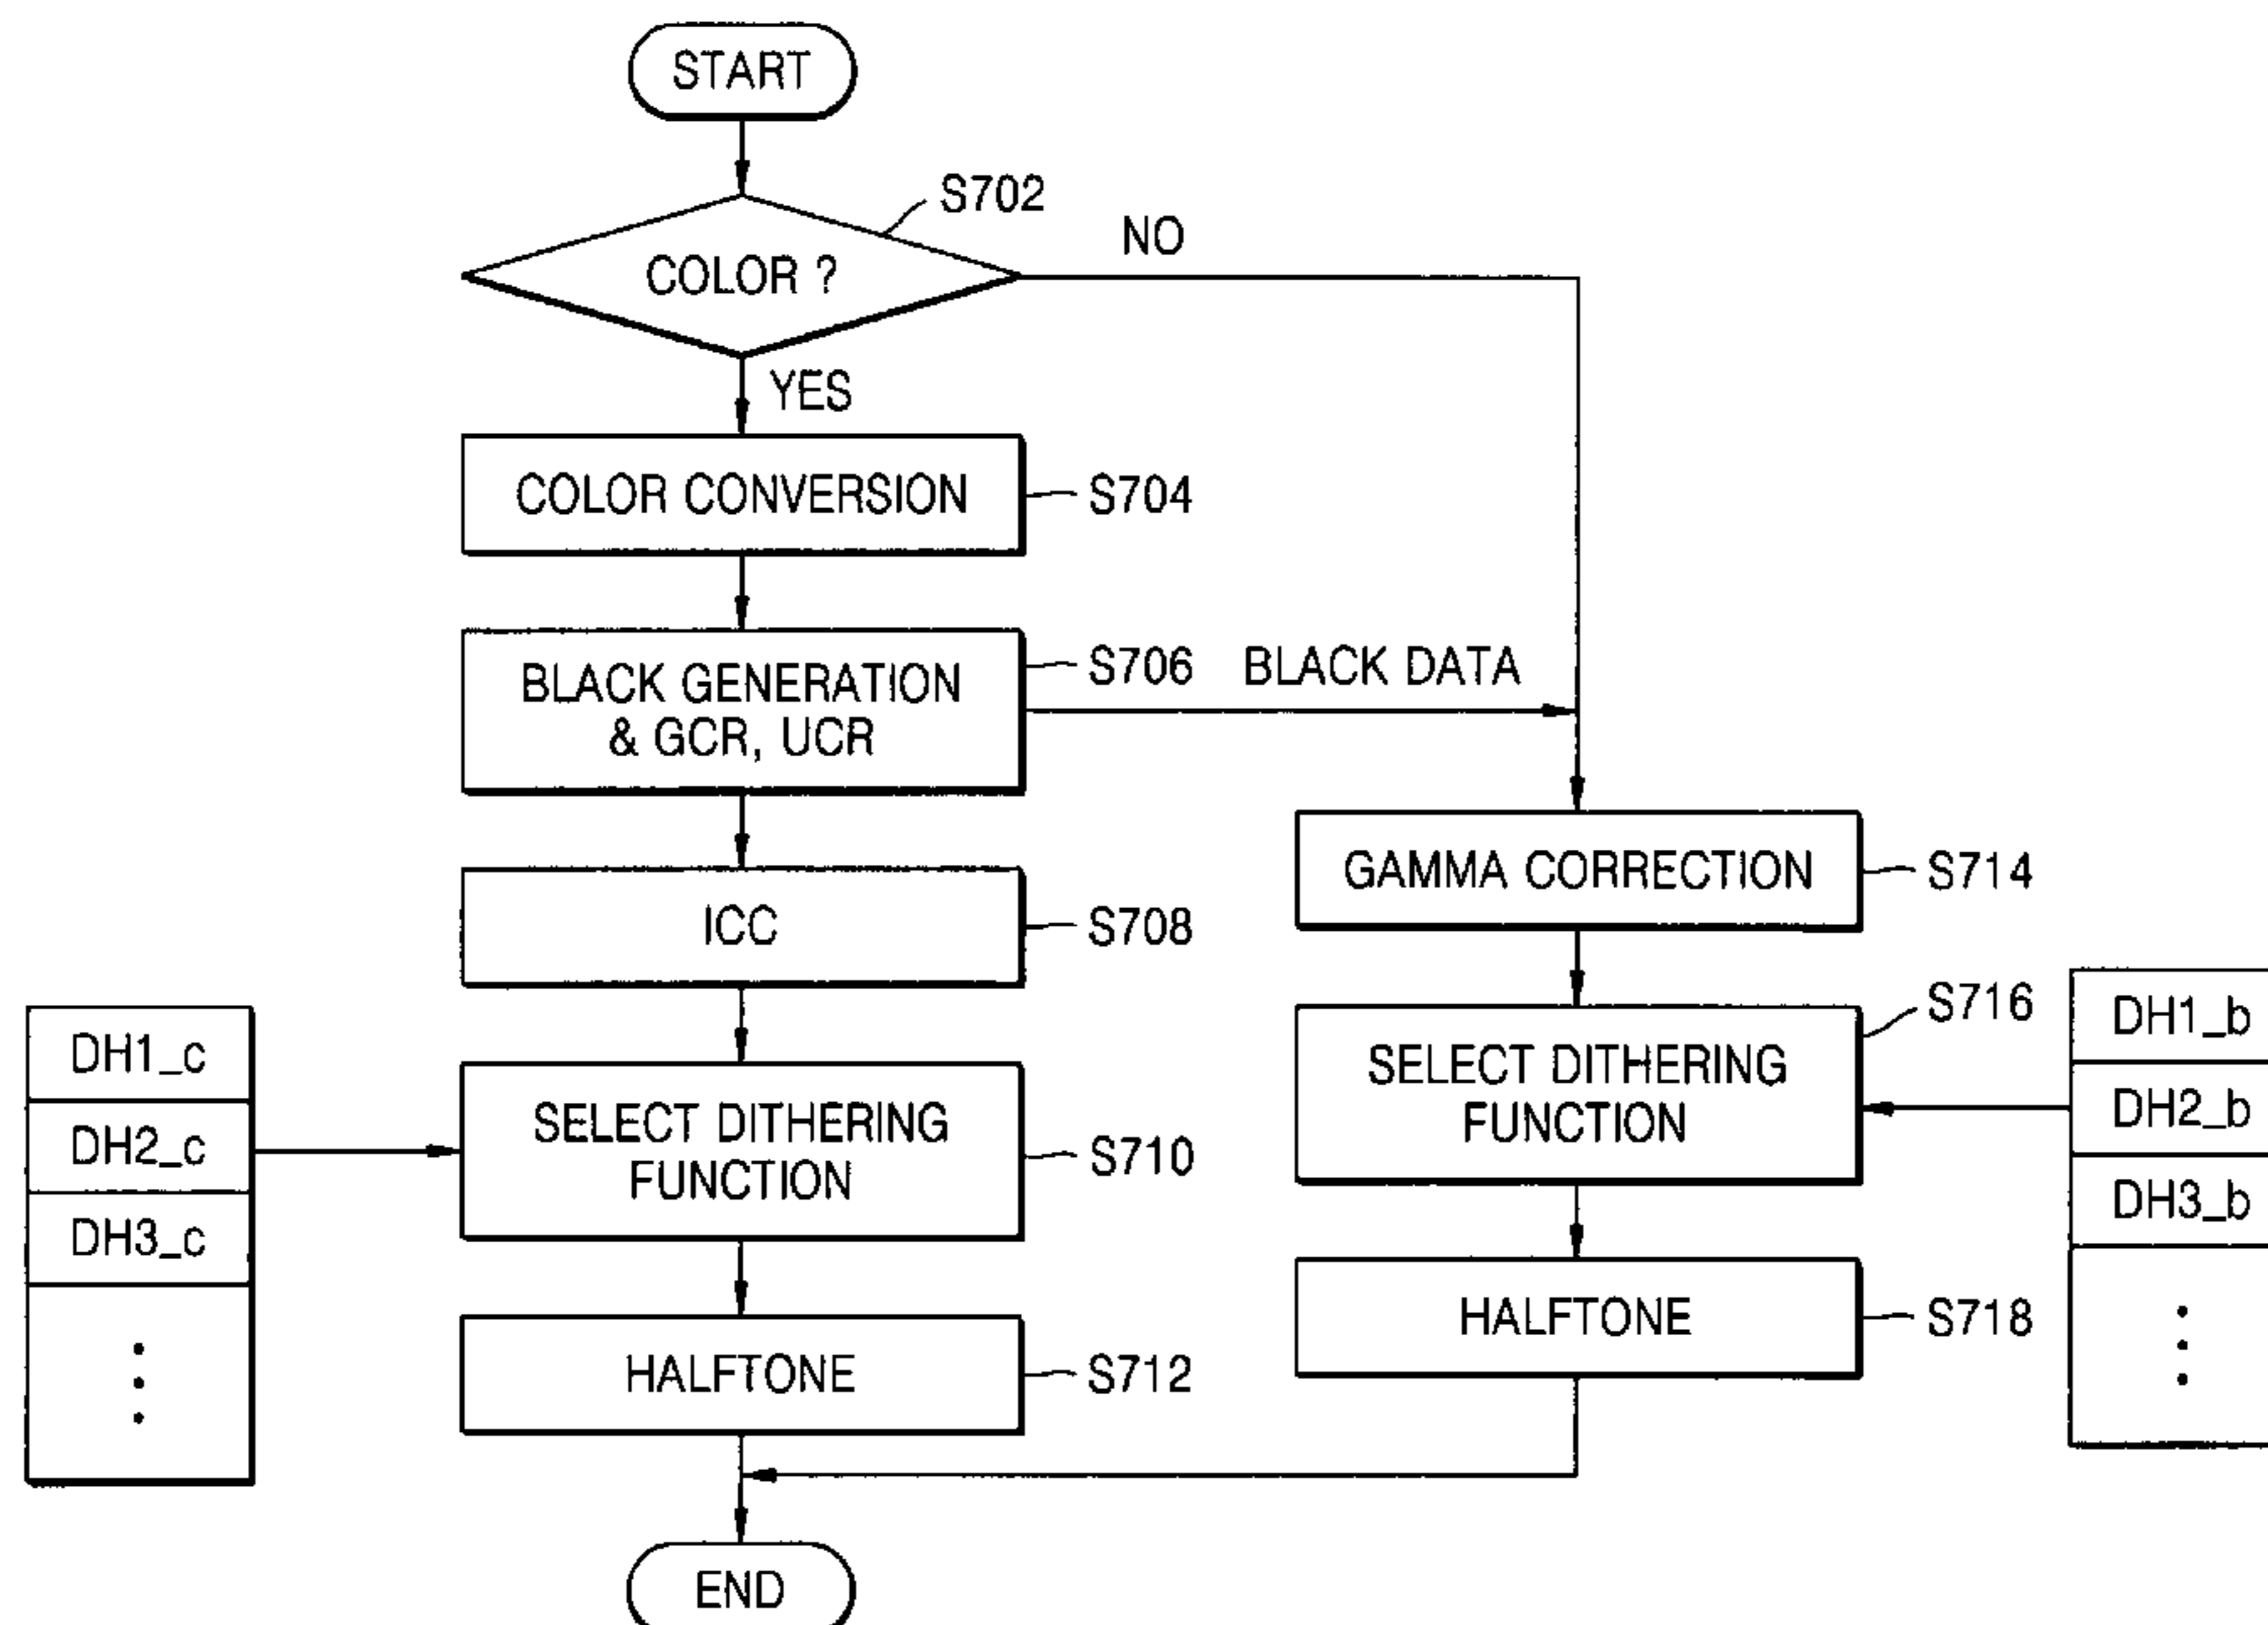 START
S702
NO
COLOR ?
YES
COLOR CONVERSION
S704
BLACK GENERATION
& GCR, UCR
S706
BLACK DATA
GAMMA CORRECTION
S714
ICC
S708
DH1_c
DH2_c
DH3_c
SELECT DITHERING
FUNCTION
S710
SELECT DITHERING
FUNCTION
S716
DH1_b
DH2_b
DH3_b
HALFTONE
S712
HALFTONE
S718
END